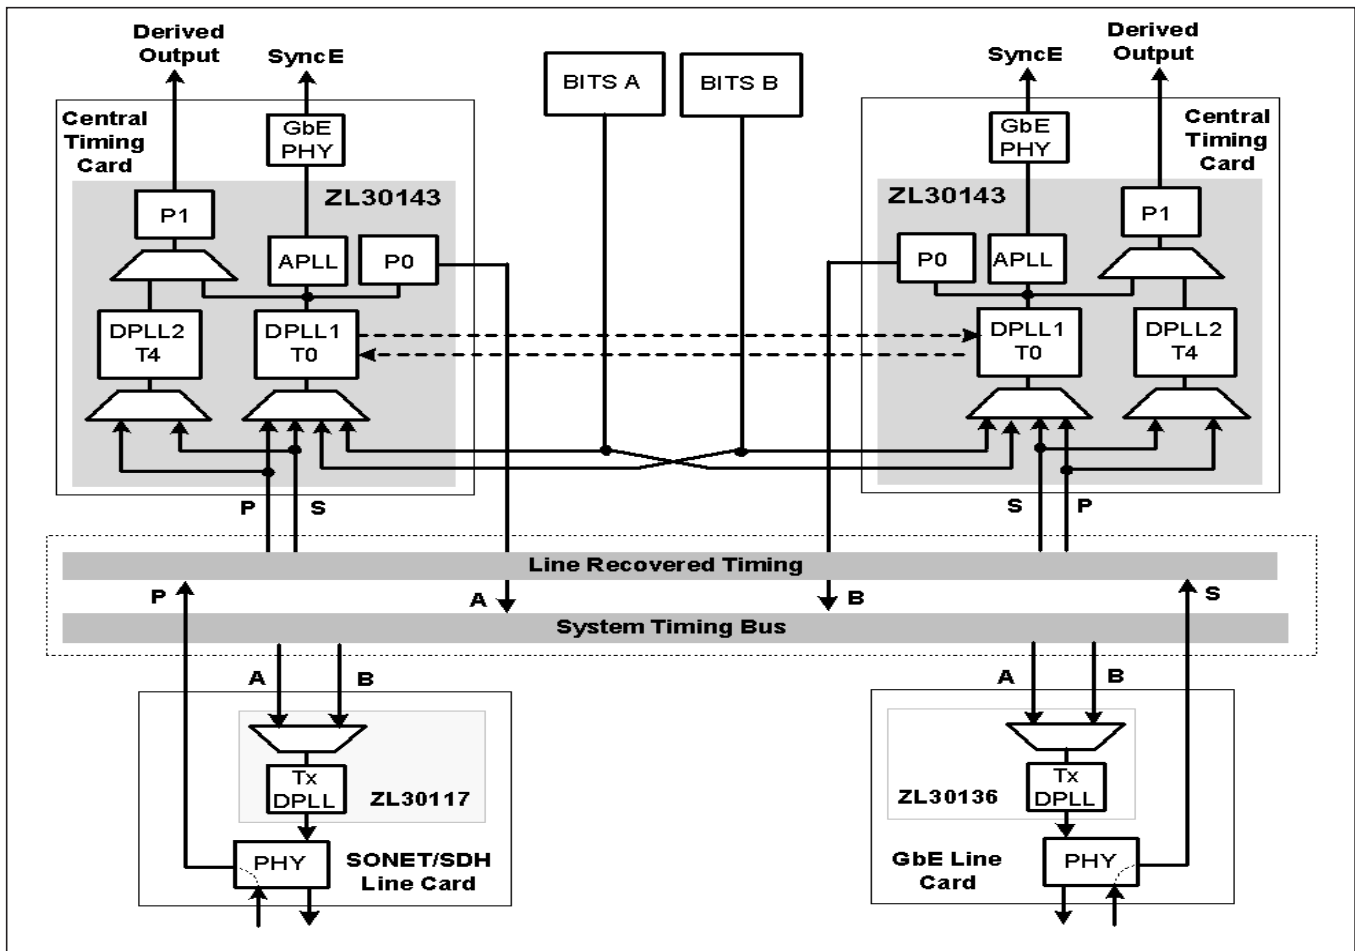 Derived
Output
SyncE
BITS A
BITS B
SyncE
Derived
Output
Central
Timing
Card
GbE
PHY
GbE
PHY
Central
Timing
Card
ZL30143
ZL30143
P1
APLL
P0
P0
APLL
P1
DPLL2
T4
DPLL1
T0
DPLL1
T0
DPLL2
T4
P
S
S
P
Line Recovered Timing
P
A
B
S
System Timing Bus
A
B
A
B
Tx
DPLL
ZL30117
ZL30136
Tx
DPLL
PHY
SONET/SDH
Line Card
GbE Line
Card
PHY